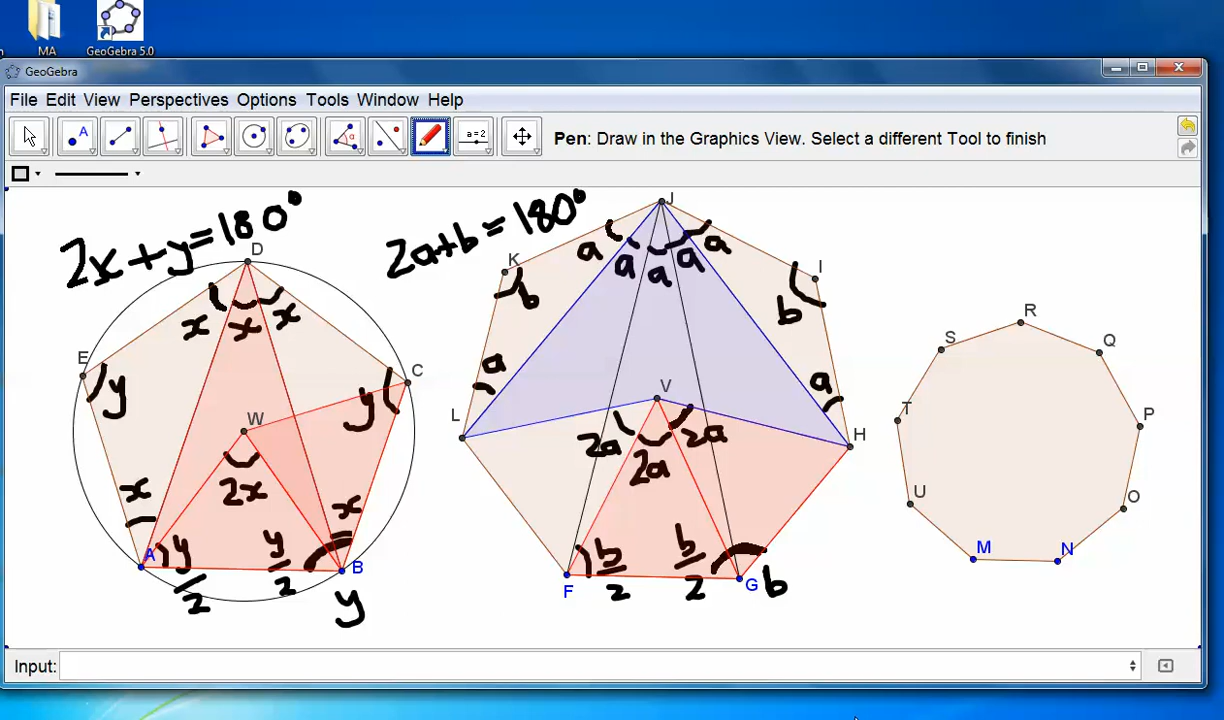 MA
GeoGebra 5.0
GeoGebra
File Edit View Perspectives Options Tools Window Help
A
α
a=2
Pen: Draw in the Graphics View. Select a different Tool to finish
2x+y=180°
D
x
x
x
E
y
C
y
W
2x
x
x
A
y/2
y/2
B
y
2a+b=180°
J
a
a
a
a
a
K
b
I
b
a
a
L
V
H
2a
2a
2a
b/2
b/2
F
G
b
R
S
Q
T
P
U
O
M
N
Input: